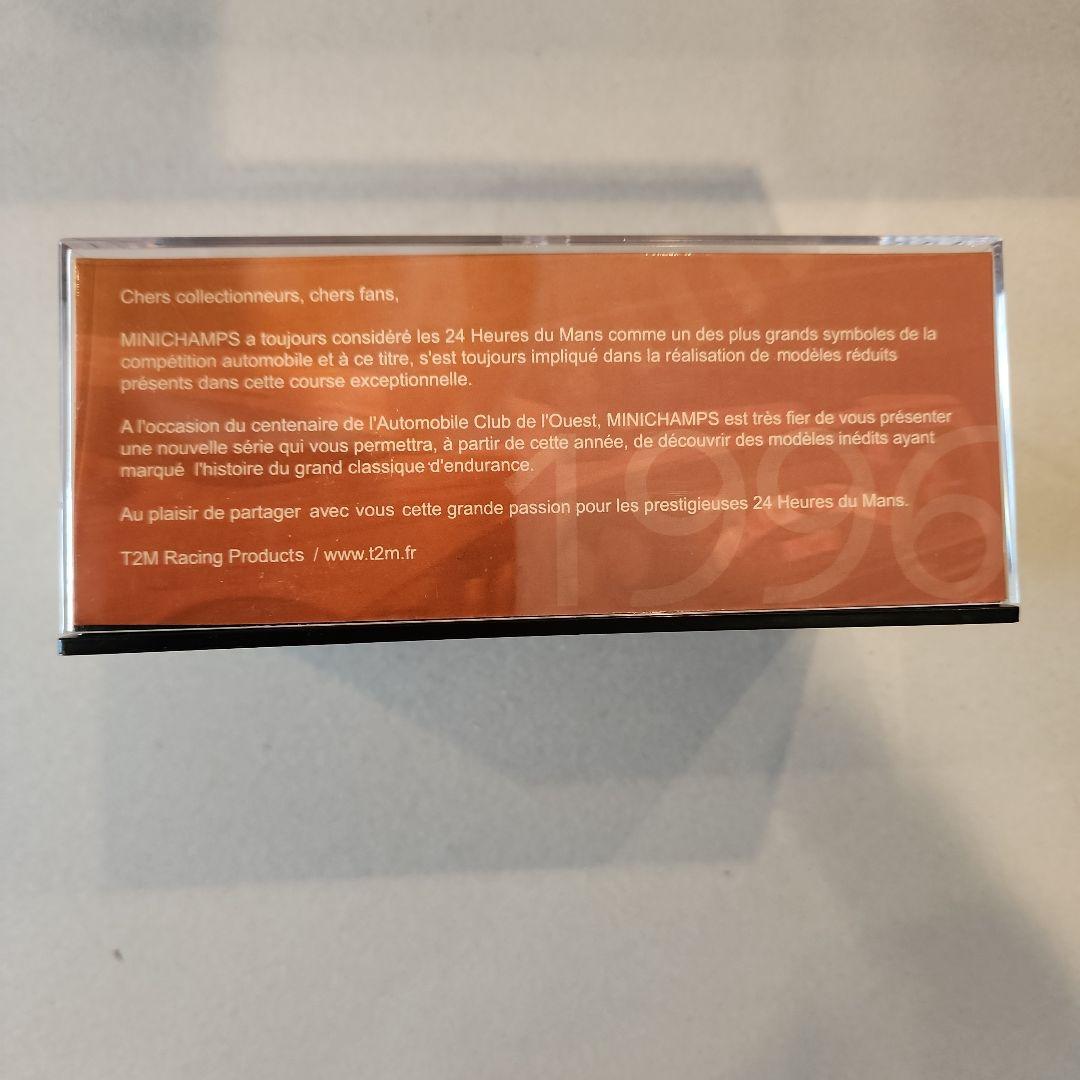 Chers collectionneurs, chers fans,
MINICHAMPS a toujours considéré les 24 Heures du Mans comme un des plus grands symboles de la
compétition automobile et à ce titre, s'est toujours impliqué dans la réalisation de modèles réduits
présents dans cette course exceptionnelle.
A l'occasion du centenaire de l'Automobile Club de l'Ouest, MINICHAMPS est très fier de vous présenter
une nouvelle série qui vous permettra, à partir de cette année, de découvrir des modèles inédits ayant
marqué l'histoire du grand classique d'endurance.
Au plaisir de partager avec vous cette grande passion pour les prestigieuses 24 Heures du Mans.
T2M Racing Products / www.t2m.fr
1996